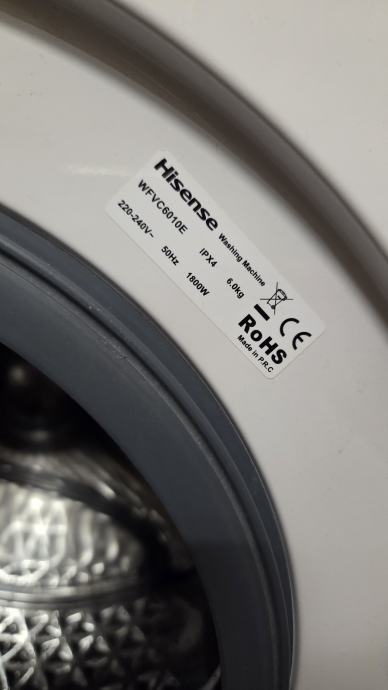 Hisense Washing Machine
WFVC6010E IPX4 6.0kg
220-240V~ 50Hz 1800W
CE
RoHS
Made in P.R.C